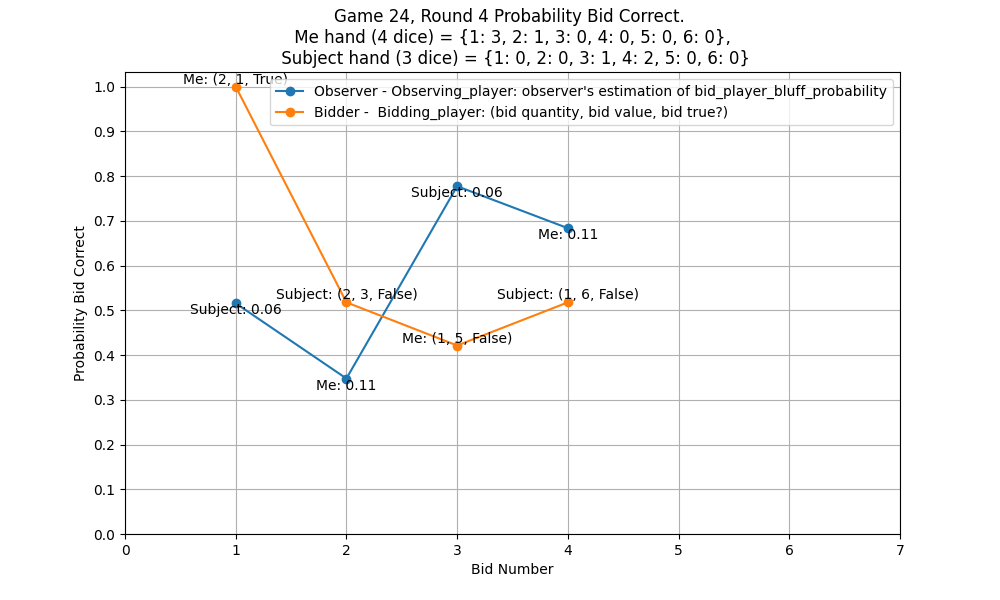 Game 24, Round 4 Probability Bid Correct.
Me hand (4 dice) = {1: 3, 2: 1, 3: 0, 4: 0, 5: 0, 6: 0},
Subject hand (3 dice) = {1: 0, 2: 0, 3: 1, 4: 2, 5: 0, 6: 0}
Me: (2, 1, True)
Observer - Observing_player: observer's estimation of bid_player_bluff_probability
Bidder -  Bidding_player: (bid quantity, bid value, bid true?)
Subject: 0.06
Me: 0.11
Subject: (2, 3, False)
Subject: (1, 6, False)
Subject: 0.06
Me: (1, 5, False)
Me: 0.11
Probability Bid Correct
1.0
0.9
0.8
0.7
0.6
0.5
0.4
0.3
0.2
0.1
0.0
0
1
2
3
4
5
6
7
Bid Number